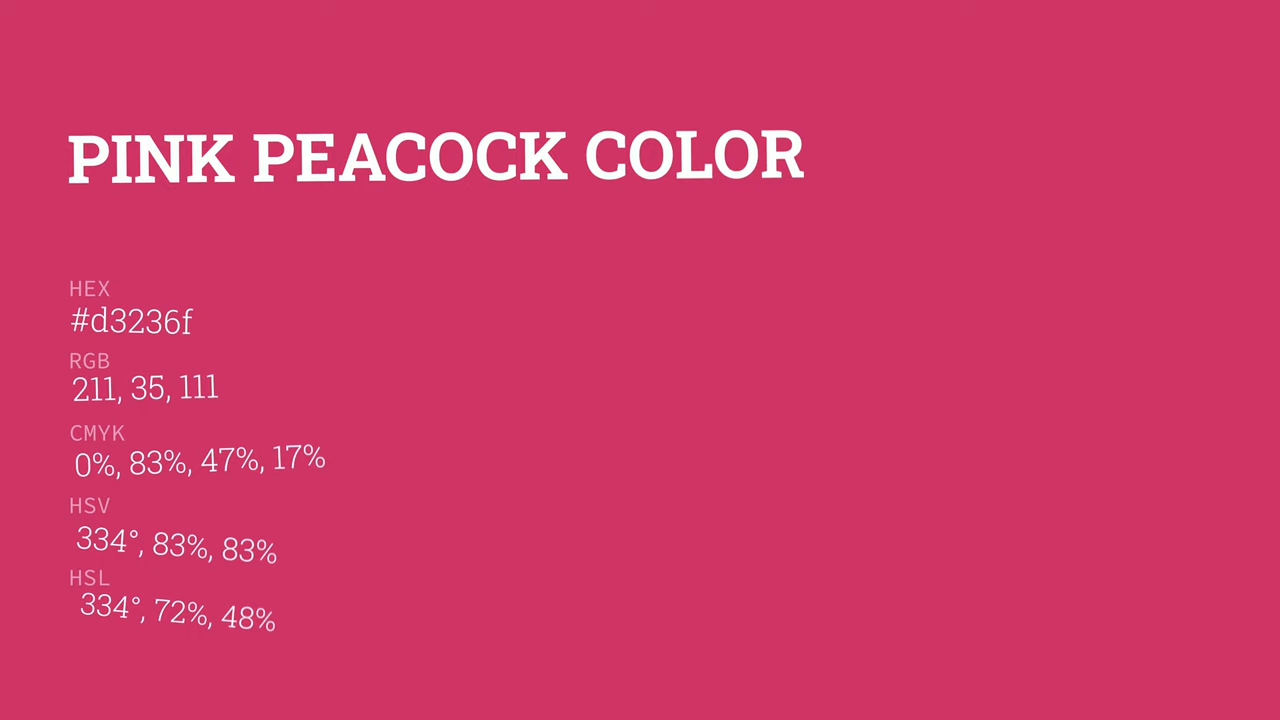 PINK PEACOCK COLOR
HEX
#d3236f
RGB
211, 35, 111
CMYK
0%, 83%, 47%, 17%
HSV
334°, 83%, 83%
HSL
334°, 72%, 48%